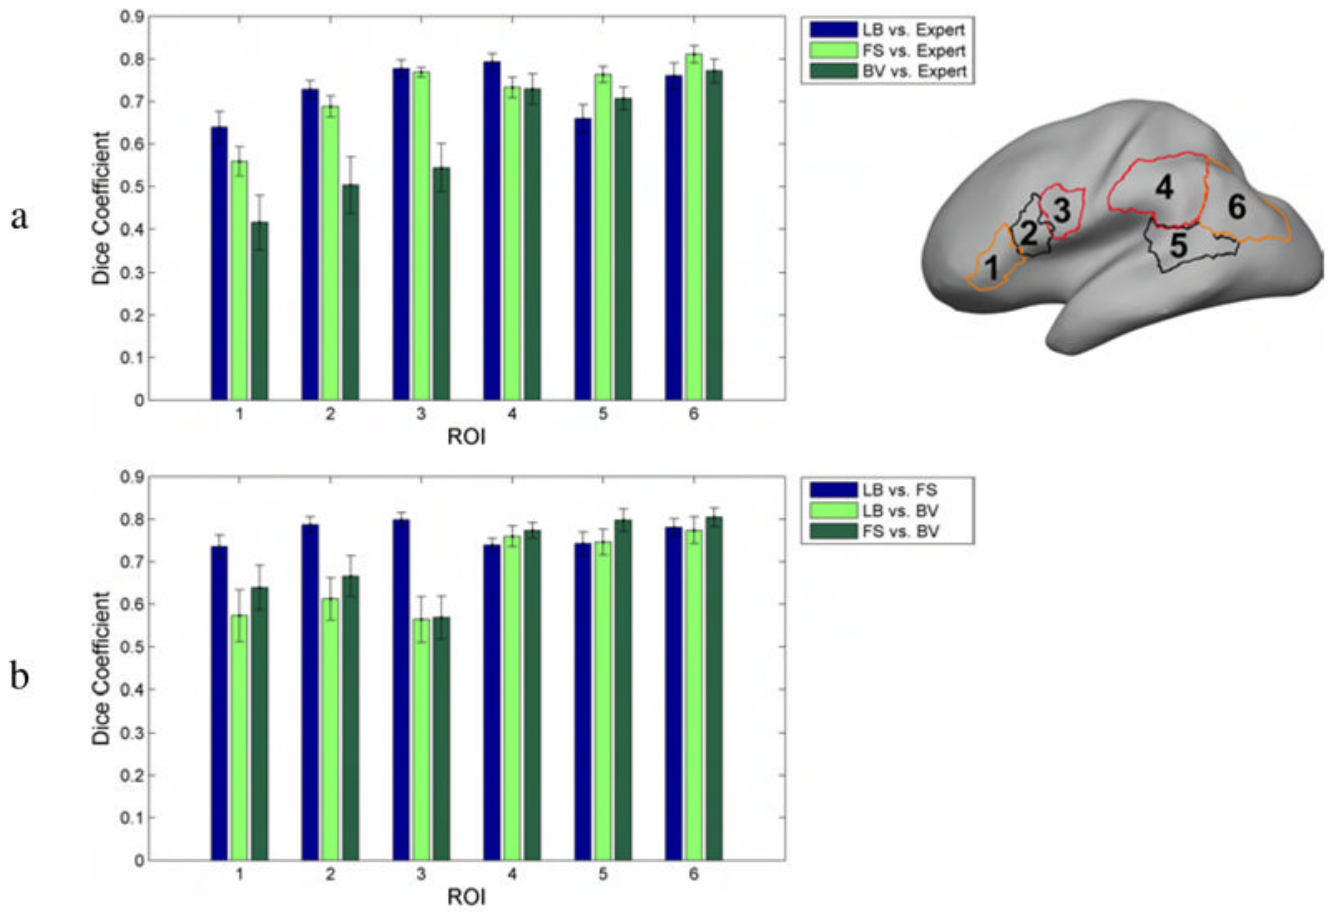 a
Dice Coefficient
0.9
0.8
0.7
0.6
0.5
0.4
0.3
0.2
0.1
0
1 2 3 4 5 6
ROI
LB vs. Expert
FS vs. Expert
BV vs. Expert
1
2
3
4
5
6
b
Dice Coefficient
0.9
0.8
0.7
0.6
0.5
0.4
0.3
0.2
0.1
0
1 2 3 4 5 6
ROI
LB vs. FS
LB vs. BV
FS vs. BV